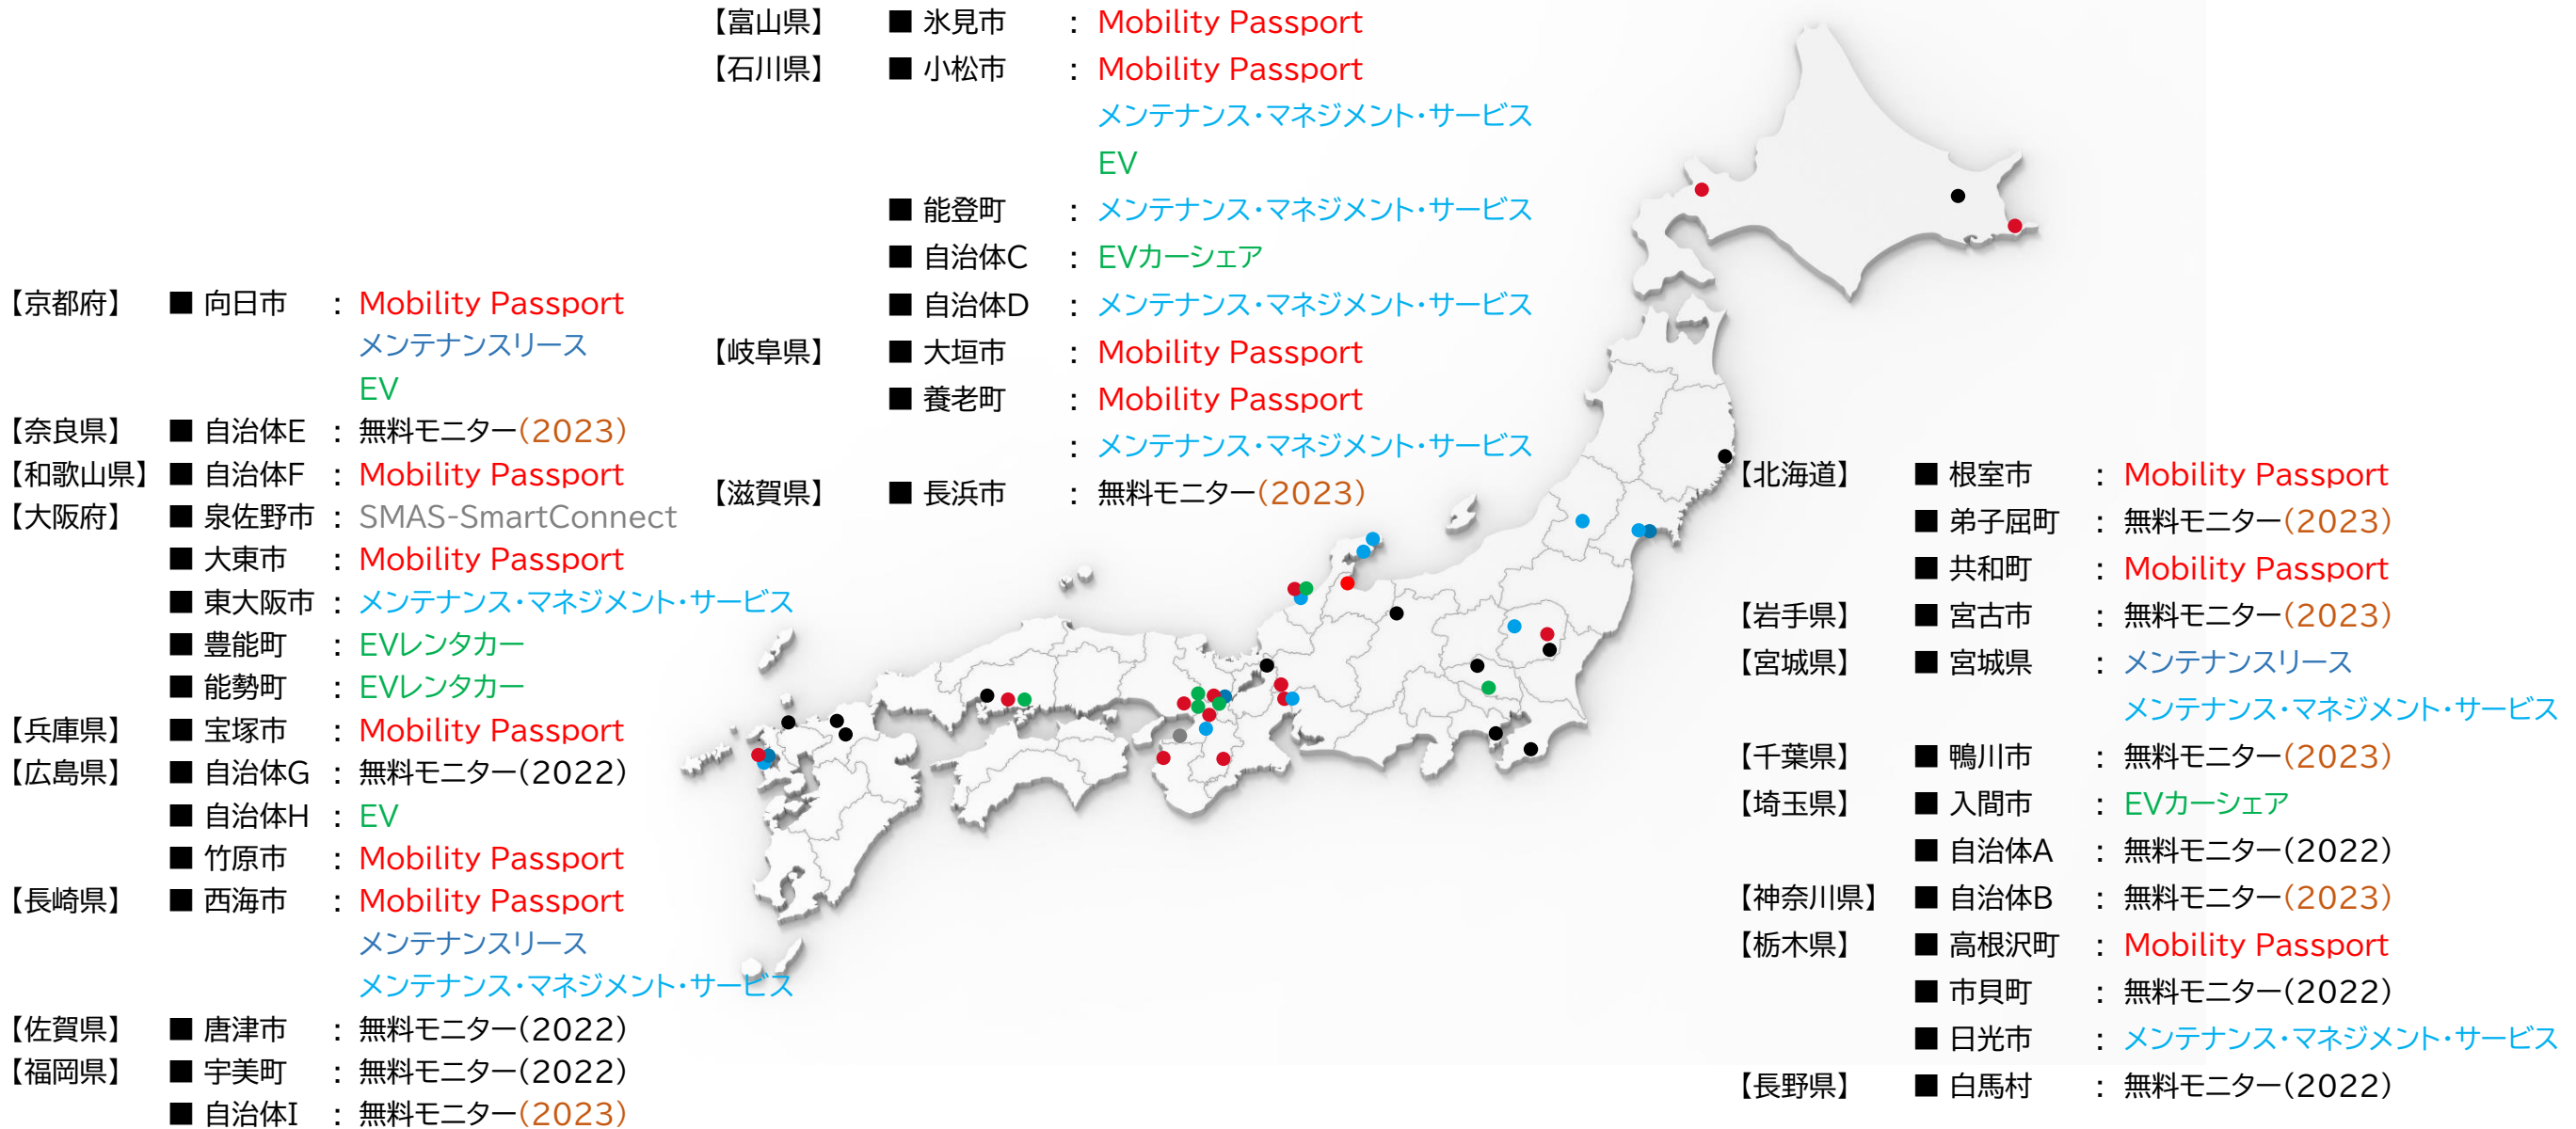 【富山県】 ■ 氷見市 : Mobility Passport
【石川県】 ■ 小松市 : Mobility Passport
メンテナンス・マネジメント・サービス
EV
■ 能登町 : メンテナンス・マネジメント・サービス
■ 自治体C : EVカーシェア
■ 自治体D : メンテナンス・マネジメント・サービス
【岐阜県】 ■ 大垣市 : Mobility Passport
■ 養老町 : Mobility Passport
: メンテナンス・マネジメント・サービス
【滋賀県】 ■ 長浜市 : 無料モニター(2023)
【京都府】 ■ 向日市 : Mobility Passport
メンテナンスリース
EV
【奈良県】 ■ 自治体E : 無料モニター(2023)
【和歌山県】 ■ 自治体F : Mobility Passport
【大阪府】 ■ 泉佐野市 : SMAS-SmartConnect
■ 大東市 : Mobility Passport
■ 東大阪市 : メンテナンス・マネジメント・サービス
■ 豊能町 : EVレンタカー
■ 能勢町 : EVレンタカー
【兵庫県】 ■ 宝塚市 : Mobility Passport
【広島県】 ■ 自治体G : 無料モニター(2022)
■ 自治体H : EV
■ 竹原市 : Mobility Passport
【長崎県】 ■ 西海市 : Mobility Passport
メンテナンスリース
メンテナンス・マネジメント・サービス
【佐賀県】 ■ 唐津市 : 無料モニター(2022)
【福岡県】 ■ 宇美町 : 無料モニター(2022)
■ 自治体I : 無料モニター(2023)
【北海道】 ■ 根室市 : Mobility Passport
■ 弟子屈町 : 無料モニター(2023)
■ 共和町 : Mobility Passport
【岩手県】 ■ 宮古市 : 無料モニター(2023)
【宮城県】 ■ 宮城県 : メンテナンスリース
メンテナンス・マネジメント・サービス
【千葉県】 ■ 鴨川市 : 無料モニター(2023)
【埼玉県】 ■ 入間市 : EVカーシェア
■ 自治体A : 無料モニター(2022)
【神奈川県】 ■ 自治体B : 無料モニター(2023)
【栃木県】 ■ 高根沢町 : Mobility Passport
■ 市貝町 : 無料モニター(2022)
■ 日光市 : メンテナンス・マネジメント・サービス
【長野県】 ■ 白馬村 : 無料モニター(2022)